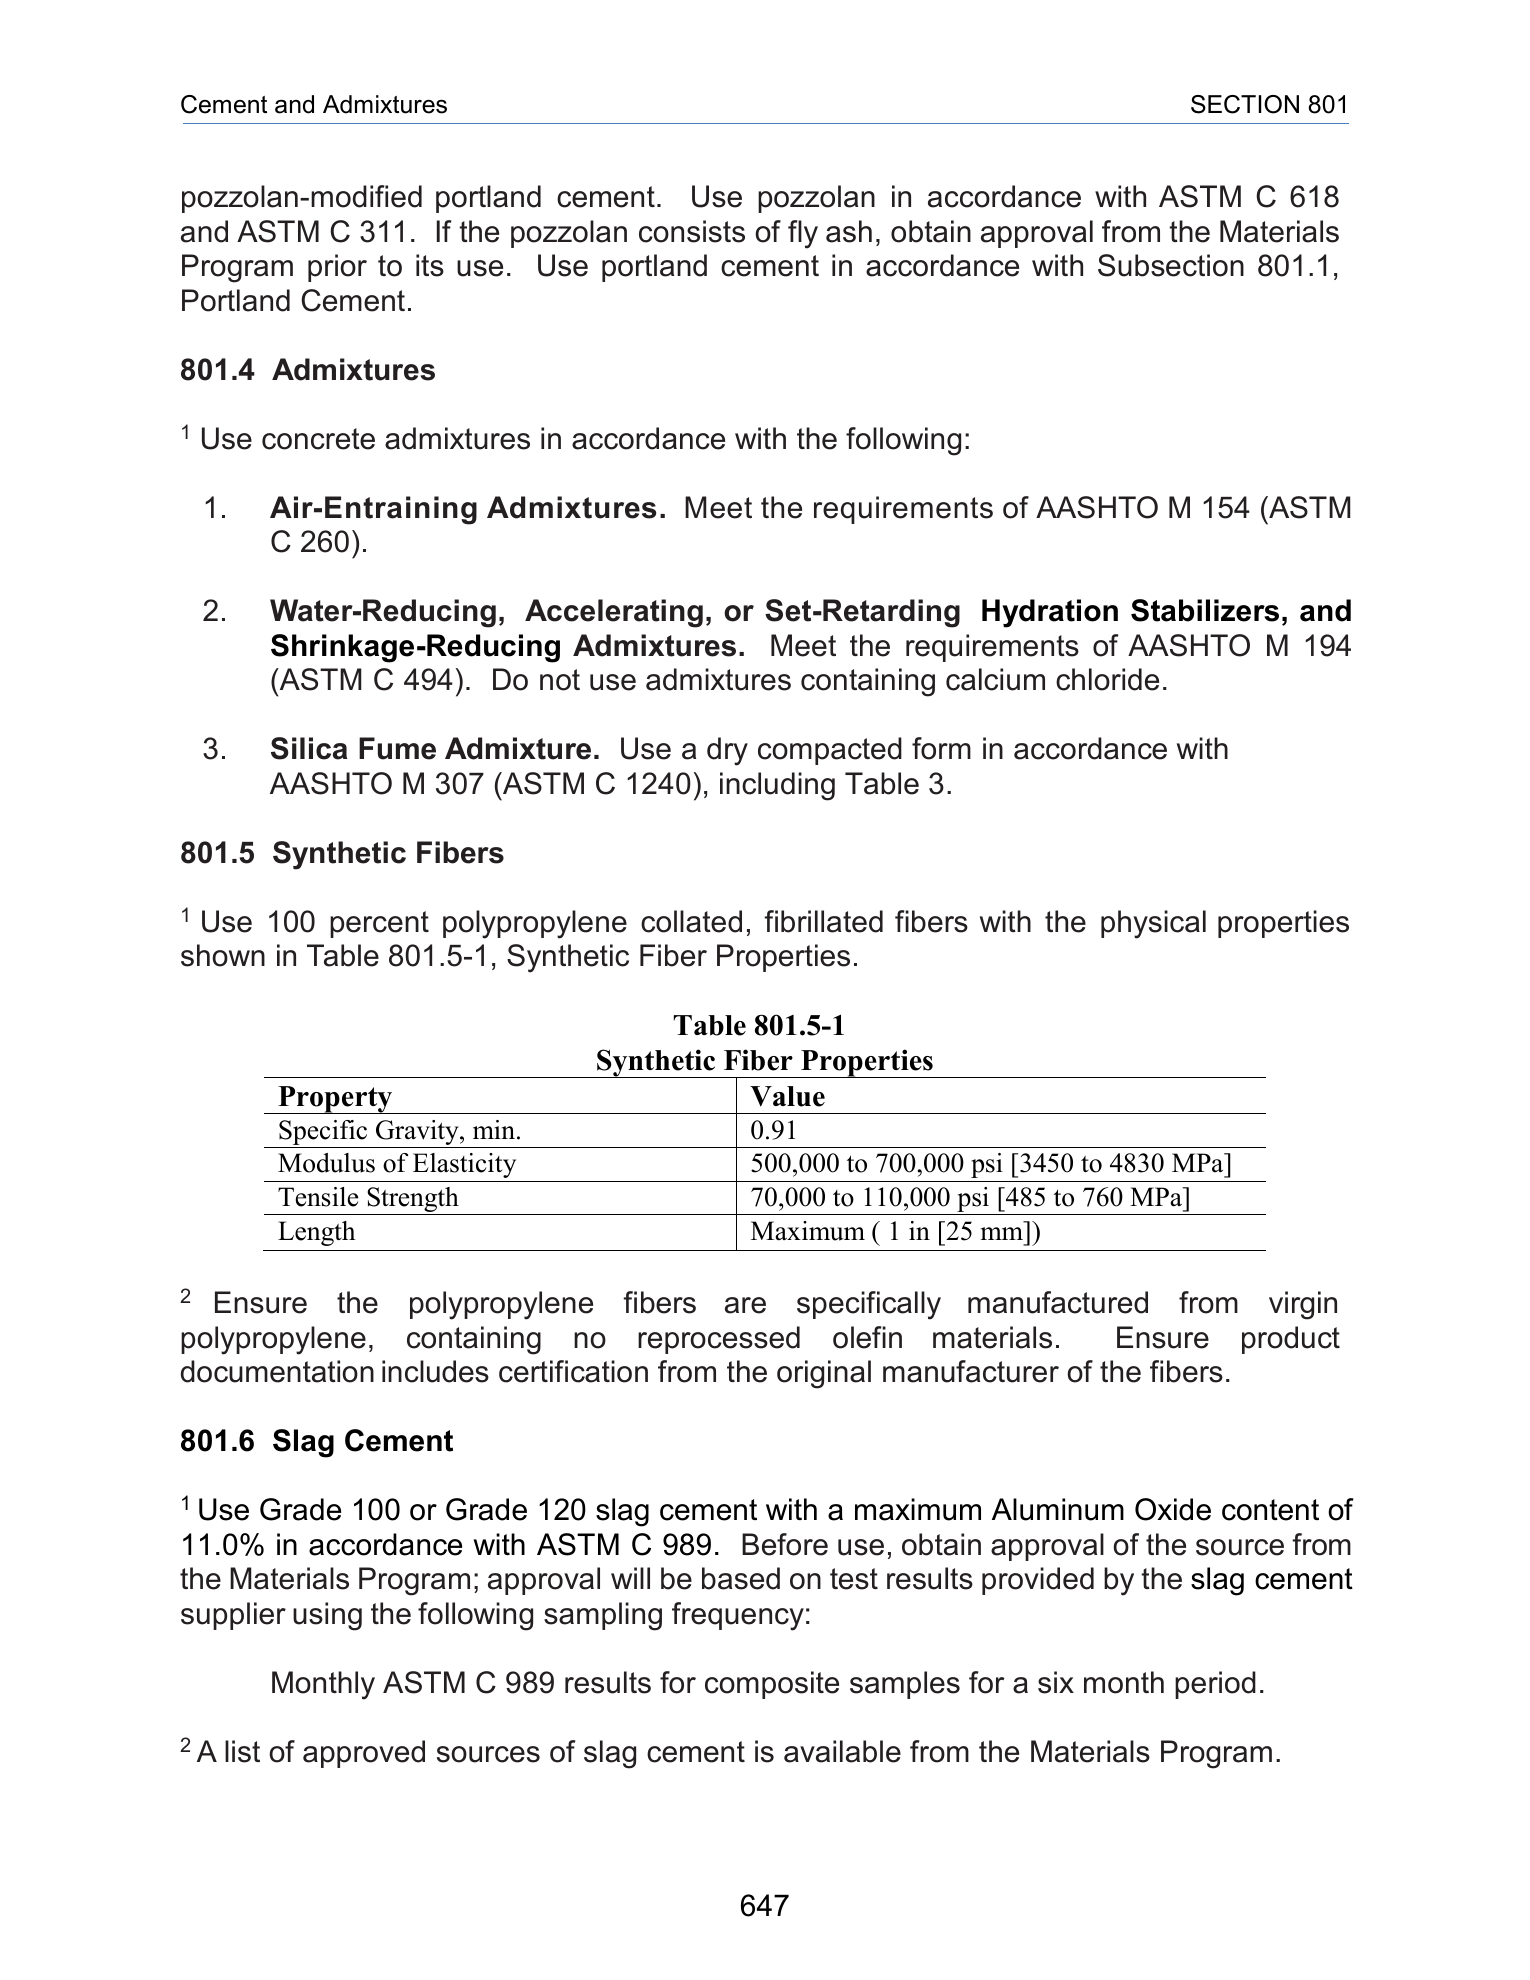 Cement and Admixtures SECTION 801
pozzolan-modified portland cement. Use pozzolan in accordance with ASTM C 618
and ASTM C 311. If the pozzolan consists of fly ash, obtain approval from the Materials
Program prior to its use. Use portland cement in accordance with Subsection 801.1,
Portland Cement.
801.4 Admixtures
1 Use concrete admixtures in accordance with the following:
1. Air-Entraining Admixtures. Meet the requirements of AASHTO M 154 (ASTM
C 260).
2. Water-Reducing, Accelerating, or Set-Retarding Hydration Stabilizers, and
Shrinkage-Reducing Admixtures. Meet the requirements of AASHTO M 194
(ASTM C 494). Do not use admixtures containing calcium chloride.
3. Silica Fume Admixture. Use a dry compacted form in accordance with
AASHTO M 307 (ASTM C 1240), including Table 3.
801.5 Synthetic Fibers
1 Use 100 percent polypropylene collated, fibrillated fibers with the physical properties
shown in Table 801.5-1, Synthetic Fiber Properties.
Table 801.5-1
Synthetic Fiber Properties
Property Value
Specific Gravity, min. 0.91
Modulus of Elasticity 500,000 to 700,000 psi [3450 to 4830 MPa]
Tensile Strength 70,000 to 110,000 psi [485 to 760 MPa]
Length Maximum ( 1 in [25 mm])
2 Ensure the polypropylene fibers are specifically manufactured from virgin
polypropylene, containing no reprocessed olefin materials. Ensure product
documentation includes certification from the original manufacturer of the fibers.
801.6 Slag Cement
1 Use Grade 100 or Grade 120 slag cement with a maximum Aluminum Oxide content of
11.0% in accordance with ASTM C 989. Before use, obtain approval of the source from
the Materials Program; approval will be based on test results provided by the slag cement
supplier using the following sampling frequency:
Monthly ASTM C 989 results for composite samples for a six month period.
2 A list of approved sources of slag cement is available from the Materials Program.
647